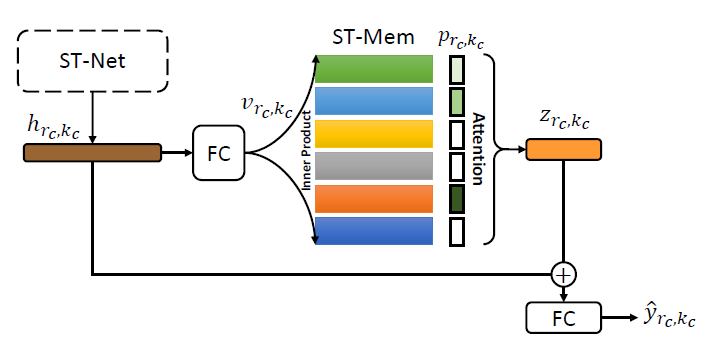 ST-Net
ST-Mem
p_{r_c,k_c}
h_{r_c,k_c}
v_{r_c,k_c}
z_{r_c,k_c}
FC
Inner Product
Attention
+
FC
ŷ_{r_c,k_c}